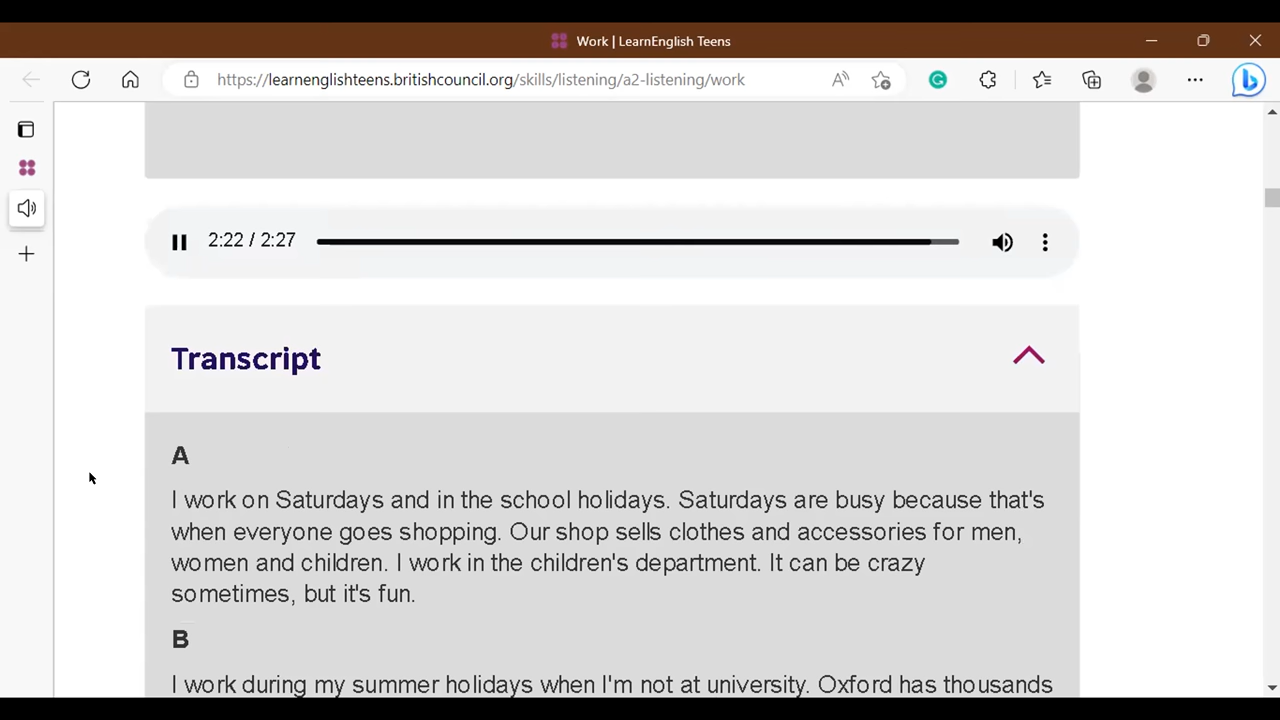 Work | LearnEnglish Teens
https://learnenglishteens.britishcouncil.org/skills/listening/a2-listening/work
2:22 / 2:27
Transcript
A
I work on Saturdays and in the school holidays. Saturdays are busy because that's
when everyone goes shopping. Our shop sells clothes and accessories for men,
women and children. I work in the children's department. It can be crazy
sometimes, but it's fun.
B
I work during my summer holidays when I'm not at university. Oxford has thousands